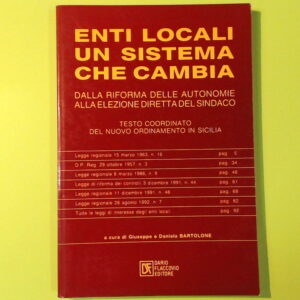 ENTI LOCALI
UN SISTEMA
CHE CAMBIA
DALLA RIFORMA DELLE AUTONOMIE
ALLA ELEZIONE DIRETTA DEL SINDACO
TESTO COORDINATO
DEL NUOVO ORDINAMENTO IN SICILIA
Legge regionale 15 marzo 1963, n. 16 pag. 5
D.P. Reg. 29 ottobre 1957, n. 3 pag. 34
Legge regionale 6 marzo 1986, n. 9 pag. 46
Legge di riforma dei controlli 3 dicembre 1991, n. 44 pag. 61
Legge regionale 11 dicembre 1991, n. 48 pag. 69
Legge regionale 26 agosto 1992, n. 7 pag. 82
Tutte le leggi di interesse degli enti locali pag. 92
a cura di Giuseppe e Daniela BARTOLONE
DF
DARIO
FLACCOVIO
EDITORE